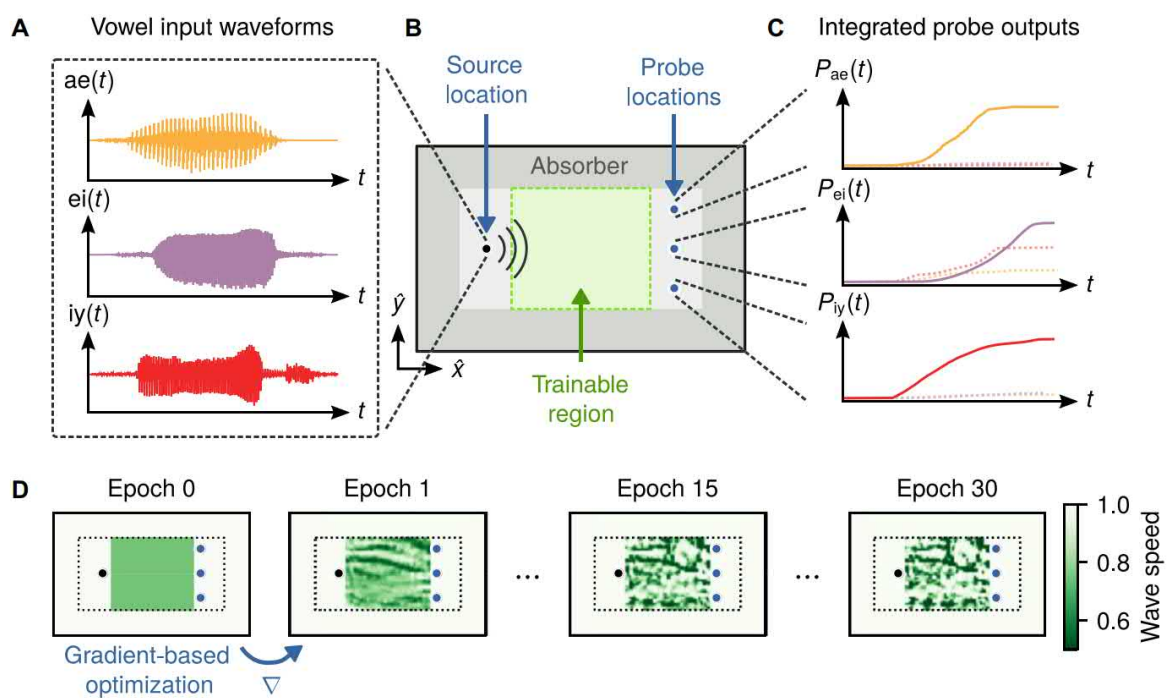 A
Vowel input waveforms
ae(t)
t
ei(t)
t
iy(t)
t
B
Source
location
Probe
locations
Absorber
ŷ
x̂
Trainable
region
C
Integrated probe outputs
Pae(t)
t
Pei(t)
t
Piy(t)
t
D
Epoch 0
Epoch 1
Epoch 15
Epoch 30
...
...
Gradient-based
optimization
∇
1.0
0.8
0.6
Wave speed